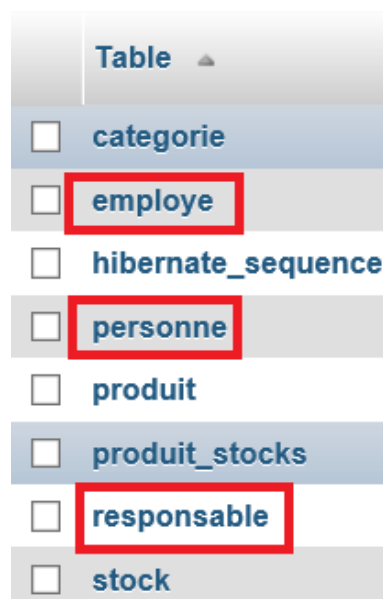 Table
categorie
employe
hibernate_sequence
personne
produit
produit_stocks
responsable
stock